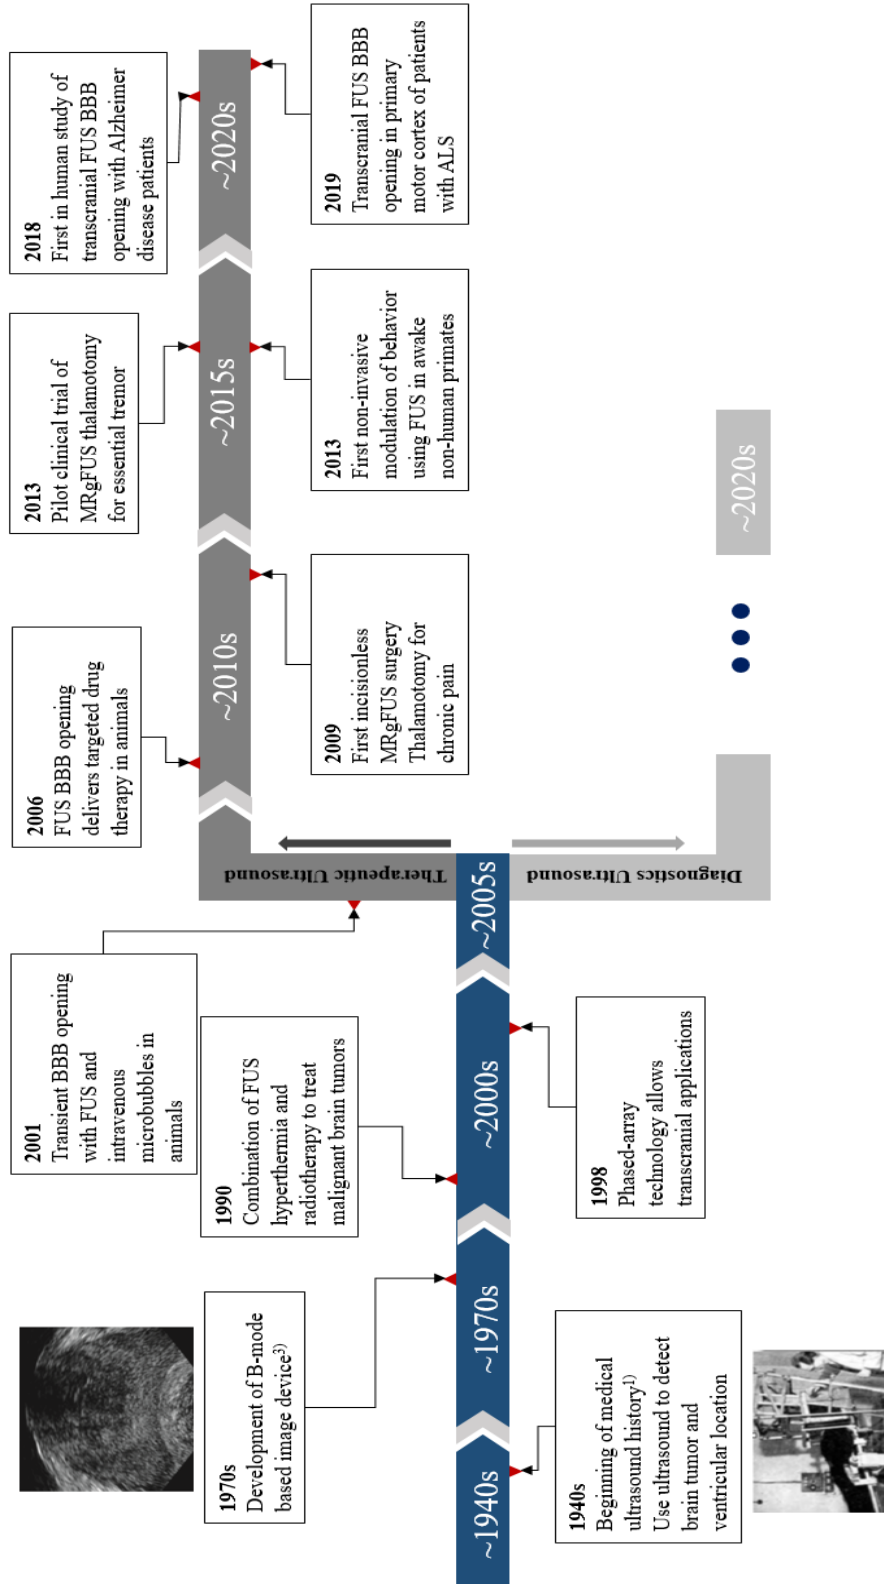 1970s
Development of B-mode
based image device3)
1990
Combination of FUS
hyperthermia and
radiotherapy to treat
malignant brain tumors
2001
Transient BBB opening
with FUS and
intravenous
microbubbles in
animals
2006
FUS BBB opening
delivers targeted drug
therapy in animals
2013
Pilot clinical trial of
MRgFUS thalamotomy
for essential tremor
2018
First in human study of
transcranial FUS BBB
opening with Alzheimer
disease patients
~2010s
~2015s
~2020s
Therapeutic Ultrasound
2009
First incisionless
MRgFUS surgery
Thalamotomy for
chronic pain
2013
First non-invasive
modulation of behavior
using FUS in awake
non-human primates
2019
Transcranial FUS BBB
opening in primary
motor cortex of patients
with ALS
~1940s
~1970s
~2000s
~2005s
Diagnostics Ultrasound
~2020s
1940s
Beginning of medical
ultrasound history1)
Use ultrasound to detect
brain tumor and
ventricular location
1998
Phased-array
technology allows
transcranial applications